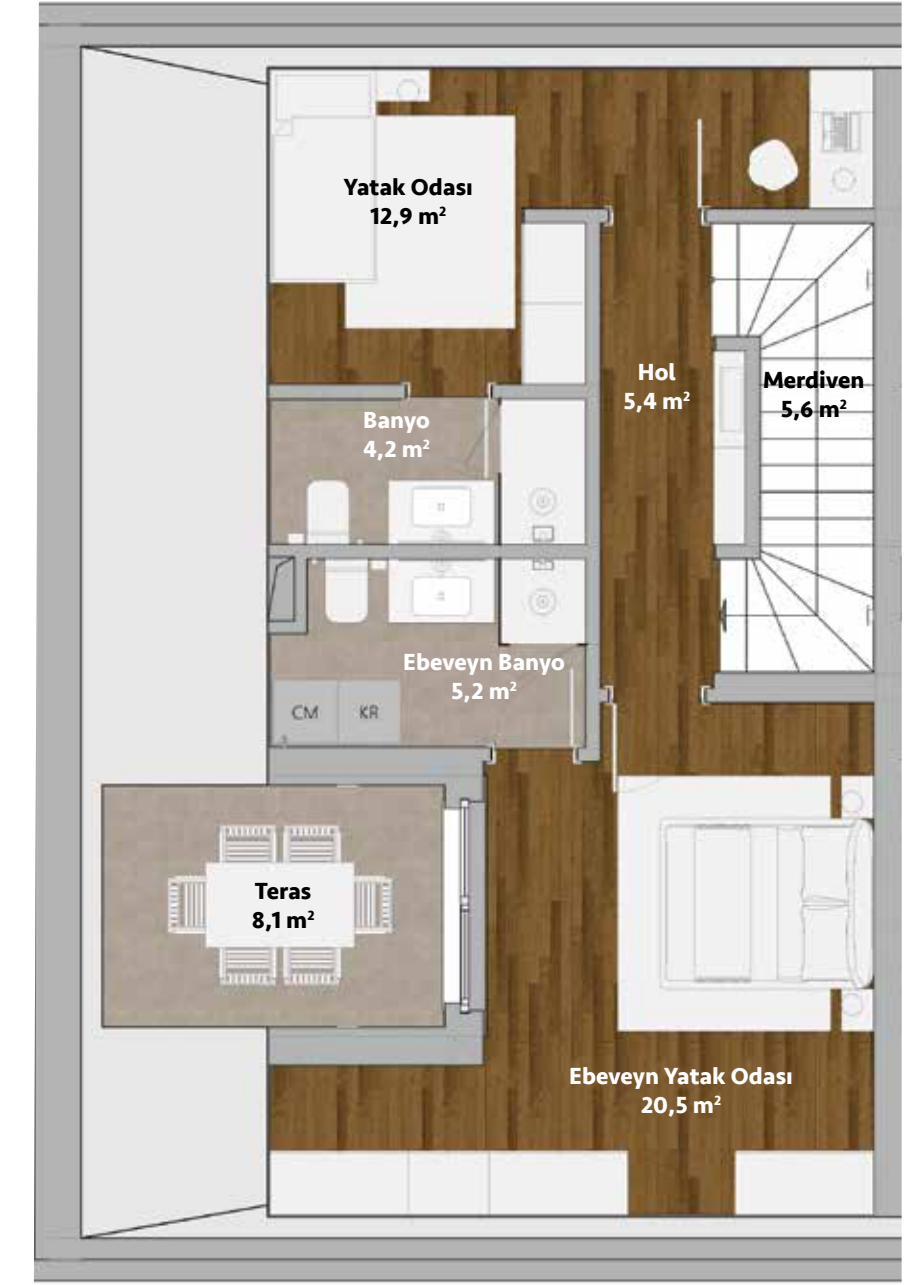 Yatak Odası
12,9 m²
Hol
5,4 m²
Merdiven
5,6 m²
Banyo
4,2 m²
Ebeveyn Banyo
5,2 m²
CM
KR
Teras
8,1 m²
Ebeveyn Yatak Odası
20,5 m²